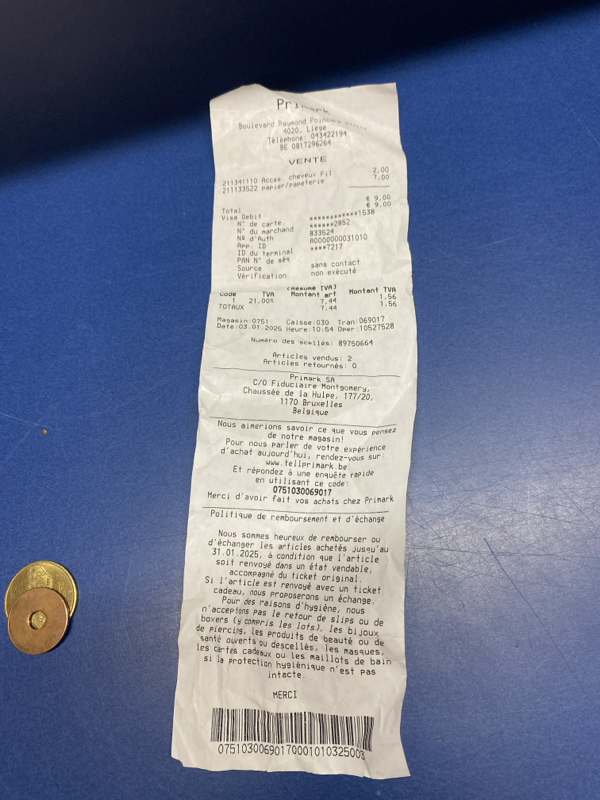 Primark
Boulevard Raymond Poincaré
4020, Liege
Téléphone: 043422194
BE 0817296264
VENTE
211341110 Acces. cheveux Fil 2,00
211133522 papier/papeterie 7,00
€ 9,00
Total € 9,00
Visa Debit
N° de carte. ************1638
N° du marchand ******2852
Nº d'Auth 833524
App. ID A0000000031010
ID du terminal ****7217
PAN N° de séq
Source sans contact
Vérification non exécuté
(Résumé TVA)
Code TVA Montant art Montant TVA
1 21.00% 7.44 1.56
TOTAUX 7.44 1.56
Magasin:0751 Caisse:030 Tran:069017
Date:03.01.2025 Heure:10:54 Oper:10527528
Numéro des scellés: 89750664
Articles vendus: 2
Articles retournés: 0
Primark SA
C/O Fiduciaire Montgomery,
Chaussée de la Hulpe, 177/20,
1170 Bruxelles
Belgique
Nous aimerions savoir ce que vous pensez
de notre magasin!
Pour nous parler de votre expérience
d'achat aujourd'hui, rendez-vous sur:
www.tellprimark.be
Et répondez à une enquête rapide
en utilisant ce code:
0751030069017
Merci d'avoir fait vos achats chez Primark
Politique de remboursement et d'échange
Nous sommes heureux de rembourser ou
d'échanger les articles achetés jusqu'au
31.01.2025, à condition que l'article
soit renvoyé dans un état vendable,
accompagné du ticket original.
Si l'article est renvoyé avec un ticket
cadeau, nous proposerons un échange.
Pour des raisons d'hygiène, nous
n'acceptons pas le retour de slips ou de
boxers (y compris les lots), les bijoux
de piercing, les produits de beauté ou de
santé ouverts ou descellés, les masques,
les cartes cadeaux ou les maillots de bain
si la protection hygiénique n'est pas
intacte.
MERCI
0751030069017000101032500